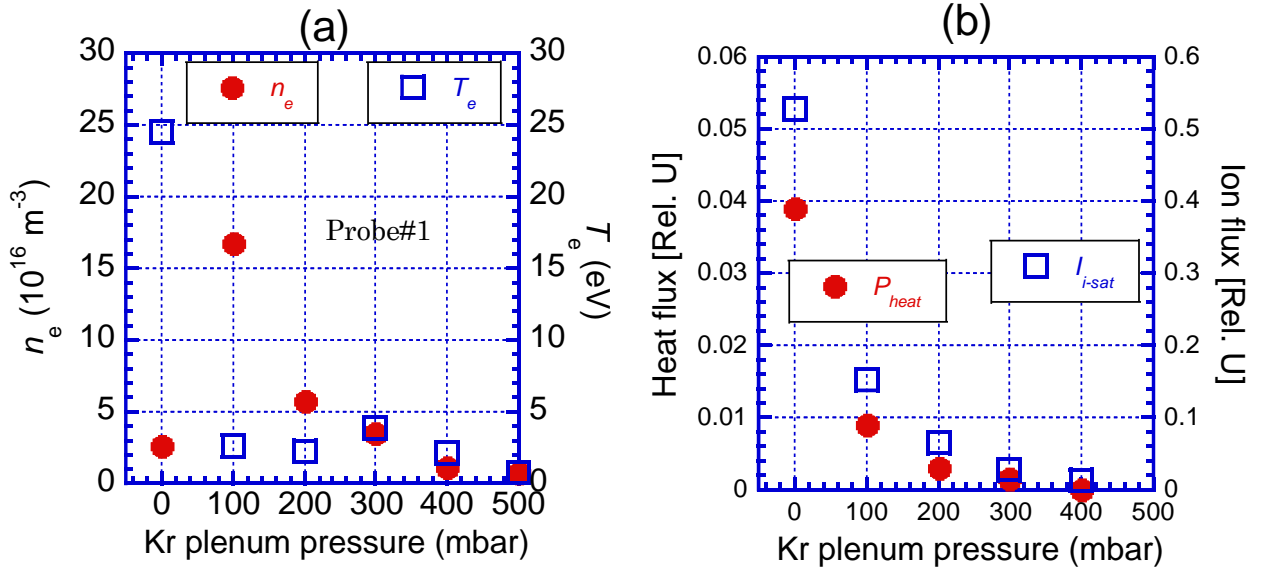 (a)
30
25
20
15
10
5
0
n_e (10^16 m^-3)
n_e
T_e
Probe#1
30
25
20
15
10
5
0
T_e (eV)
0 100 200 300 400 500
Kr plenum pressure (mbar)
(b)
0.06
0.05
0.04
0.03
0.02
0.01
0
Heat flux [Rel. U]
P_heat
I_i-sat
0.6
0.5
0.4
0.3
0.2
0.1
0
Ion flux [Rel. U]
0 100 200 300 400 500
Kr plenum pressure (mbar)